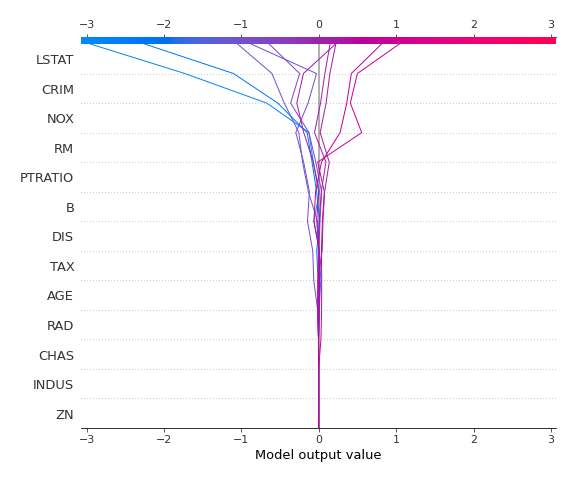 −3 −2 −1 0 1 2 3
LSTAT
CRIM
NOX
RM
PTRATIO
B
DIS
TAX
AGE
RAD
CHAS
INDUS
ZN
−3 −2 −1 0 1 2 3
Model output value